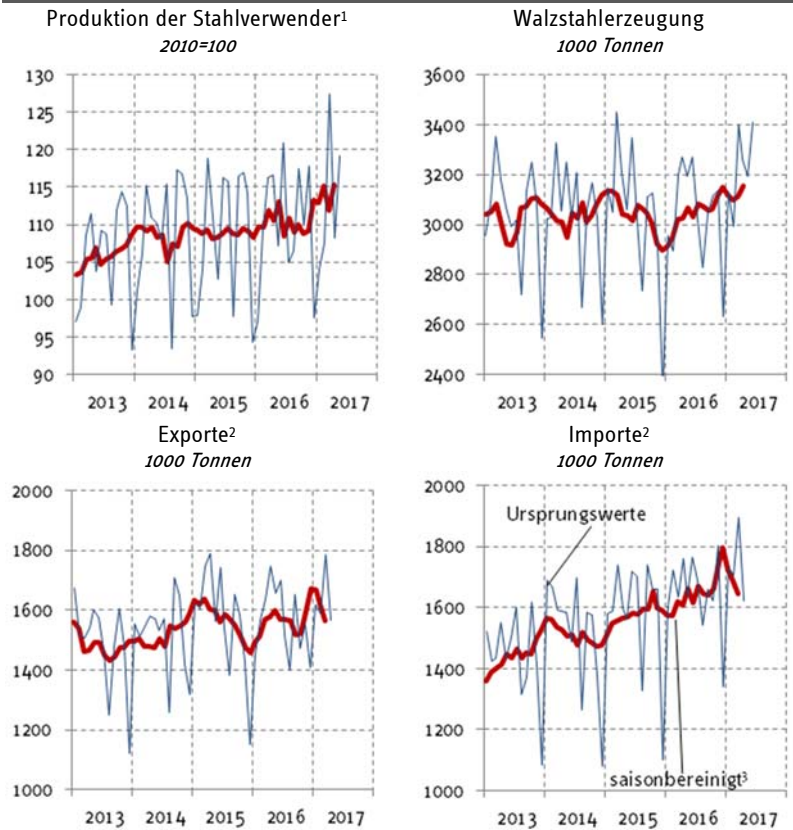 Produktion der Stahlverwender¹
2010=100
130
125
120
115
110
105
100
95
90
2013 2014 2015 2016 2017
Walzstahlerzeugung
1000 Tonnen
3600
3400
3200
3000
2800
2600
2400
2013 2014 2015 2016 2017
Exporte²
1000 Tonnen
2000
1800
1600
1400
1200
1000
2013 2014 2015 2016 2017
Importe²
1000 Tonnen
2000
1800
1600
1400
1200
1000
Ursprungswerte
saisonbereinigt³
2013 2014 2015 2016 2017